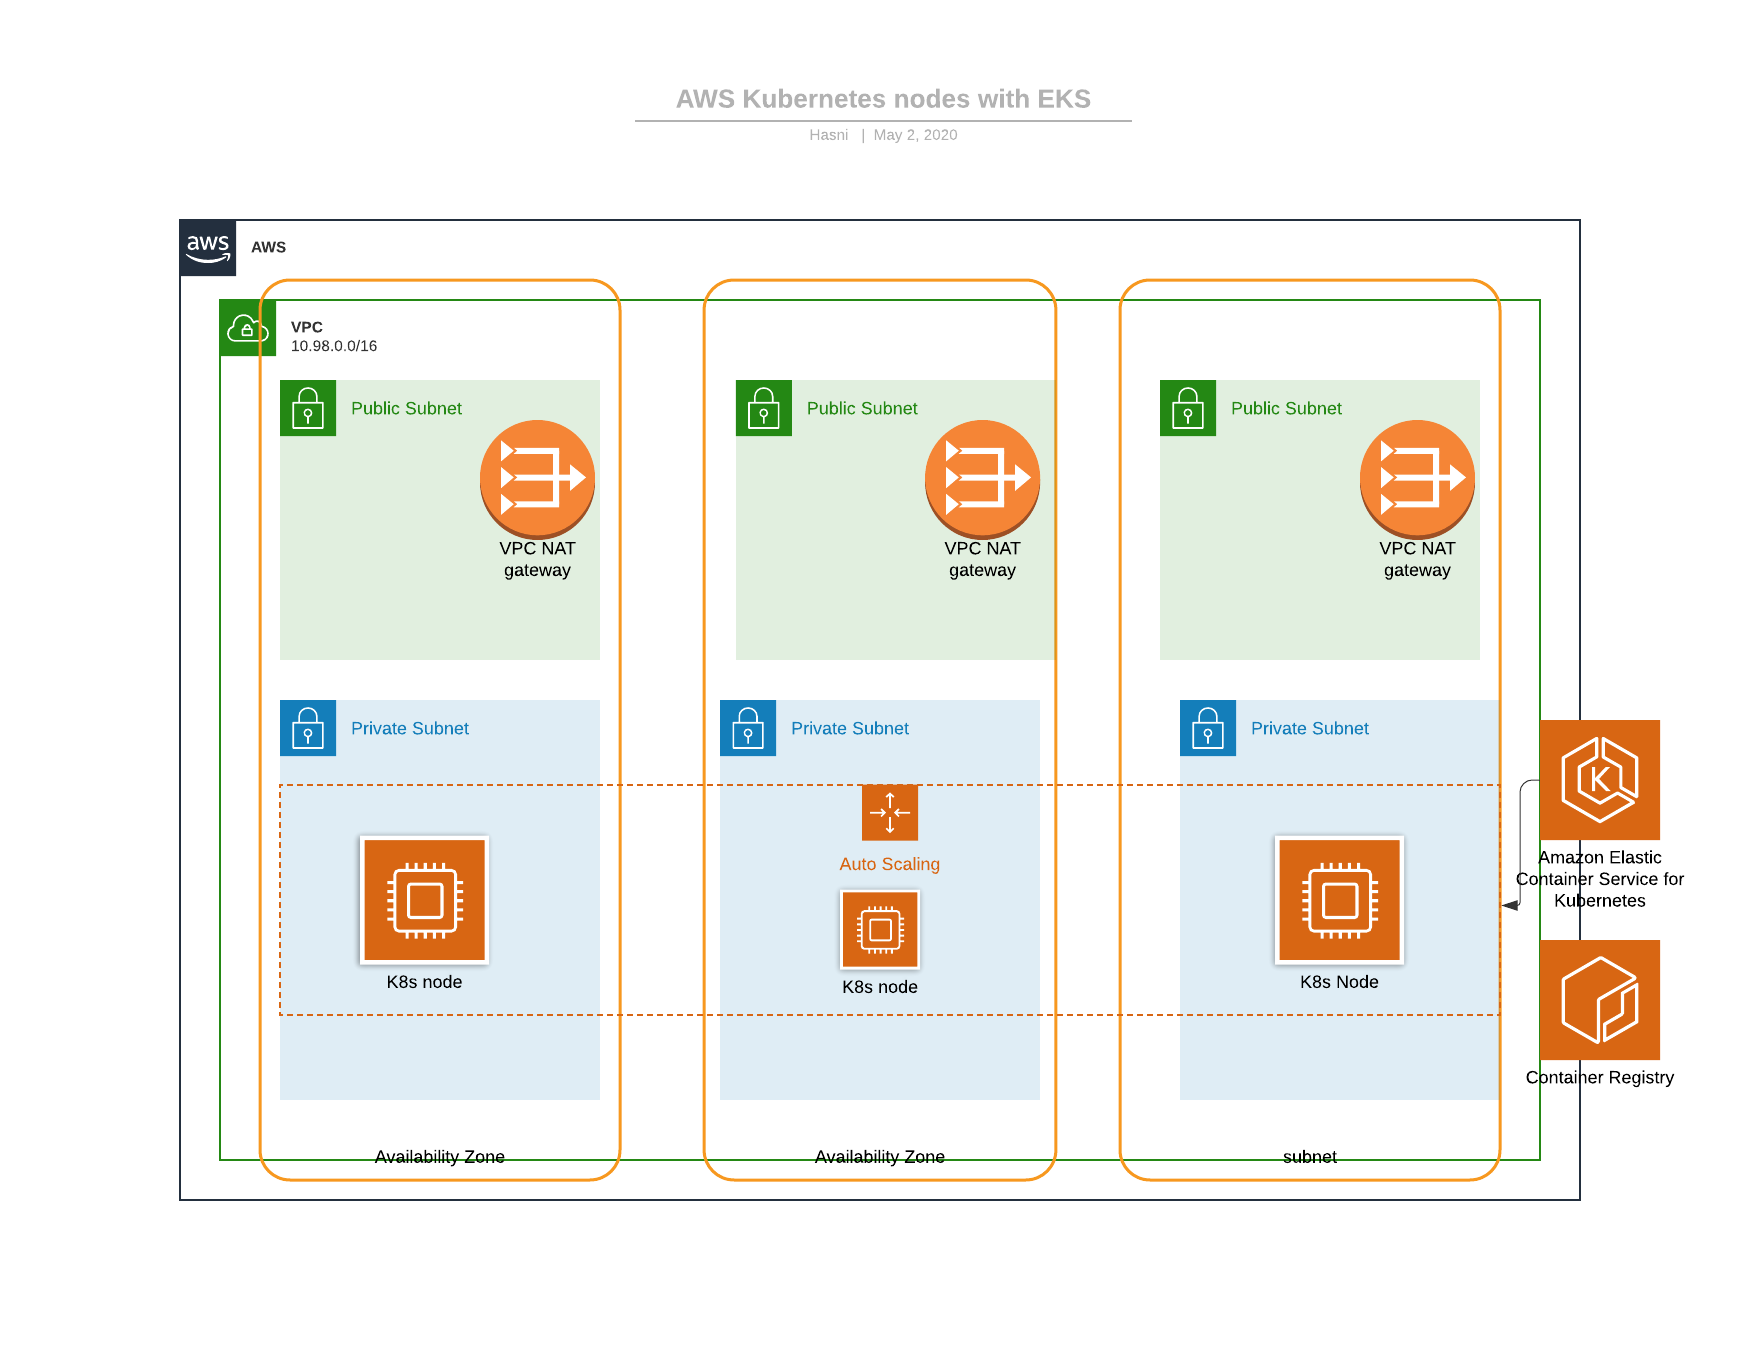 AWS Kubernetes nodes with EKS
Hasni | May 2, 2020
aws
AWS
VPC
10.98.0.0/16
Public Subnet
Public Subnet
Public Subnet
VPC NAT
gateway
VPC NAT
gateway
VPC NAT
gateway
Private Subnet
Private Subnet
Private Subnet
K
Auto Scaling
Amazon Elastic
Container Service for
Kubernetes
K8s node
K8s node
K8s Node
Container Registry
Availability Zone
Availability Zone
subnet